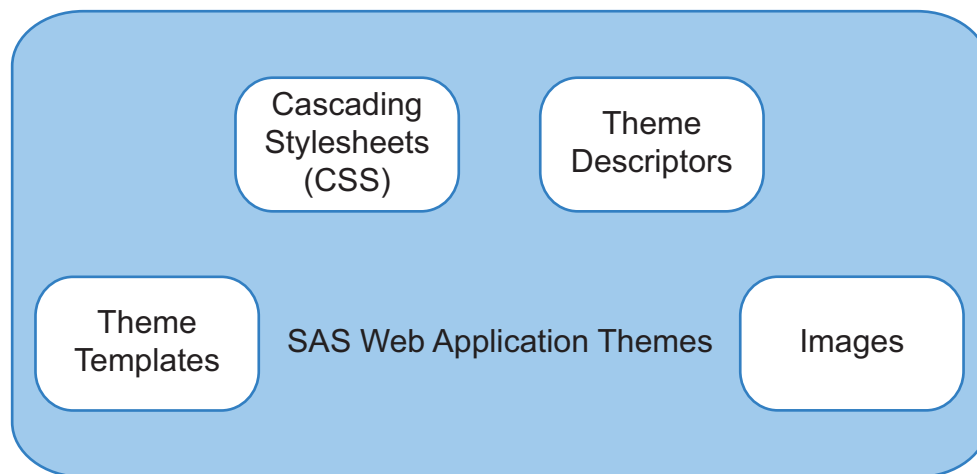 Cascading
Stylesheets
(CSS)
Theme
Descriptors
Theme
Templates
SAS Web Application Themes
Images